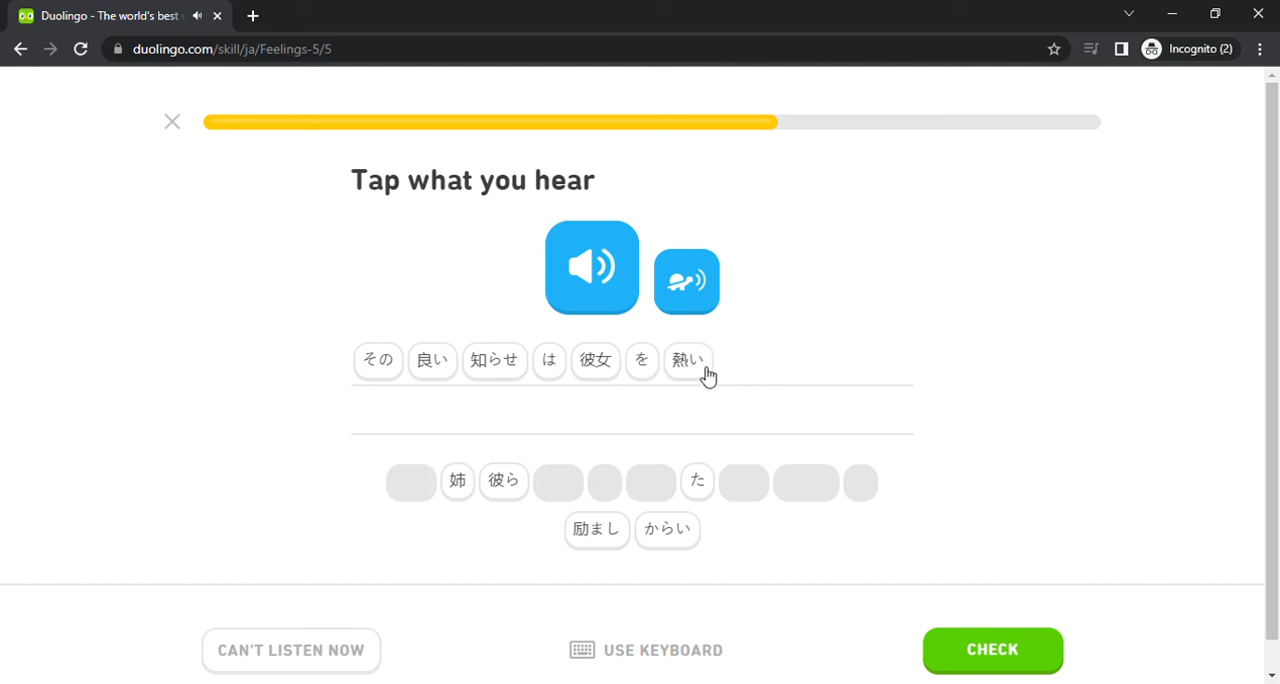 Duolingo - The world's best
duolingo.com/skill/ja/Feelings-5/5
Incognito (2)
Tap what you hear
その 良い 知らせ は 彼女 を 熱い
姉 彼ら た
励まし からい
CAN'T LISTEN NOW
USE KEYBOARD
CHECK